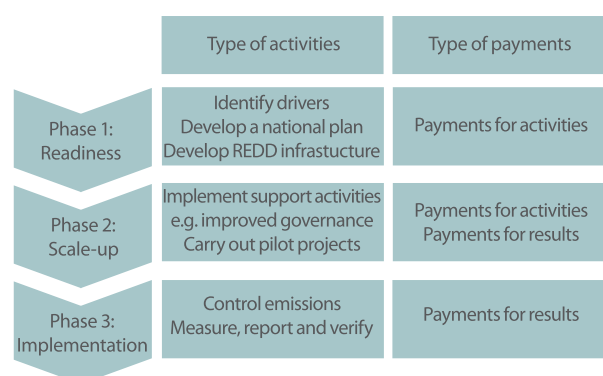 Type of activities
Type of payments
Phase 1:
Readiness
Identify drivers
Develop a national plan
Develop REDD infrastucture
Payments for activities
Phase 2:
Scale-up
Implement support activities
e.g. improved governance
Carry out pilot projects
Payments for activities
Payments for results
Phase 3:
Implementation
Control emissions
Measure, report and verify
Payments for results